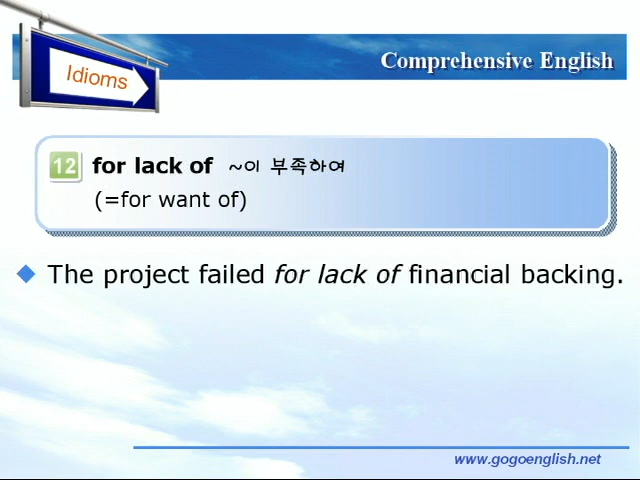 Idioms
Comprehensive English
12 for lack of ~이 부족하여
(=for want of)
The project failed for lack of financial backing.
www.gogoenglish.net